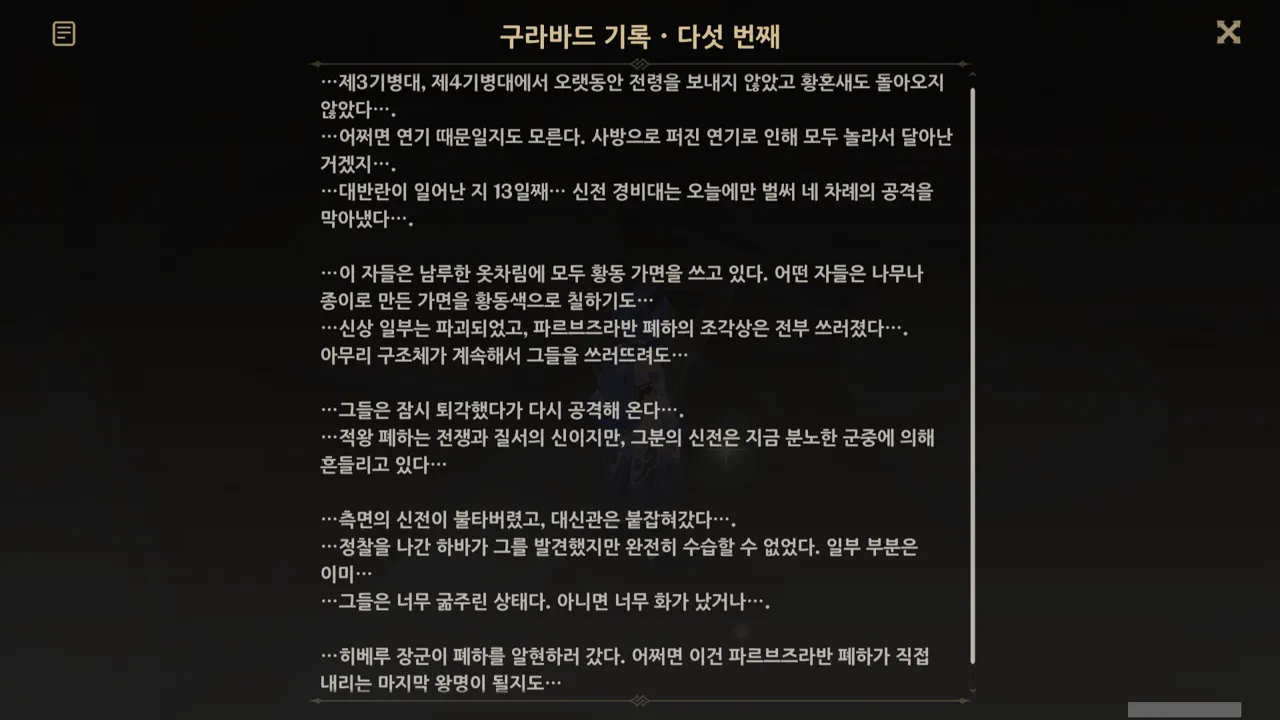 구라바드 기록 · 다섯 번째
…제3기병대, 제4기병대에서 오랫동안 전령을 보내지 않았고 황혼새도 돌아오지
않았다….
…어쩌면 연기 때문일지도 모른다. 사방으로 퍼진 연기로 인해 모두 놀라서 달아난
거겠지….
…대반란이 일어난 지 13일째… 신전 경비대는 오늘에만 벌써 네 차례의 공격을
막아냈다….
…이 자들은 남루한 옷차림에 모두 황동 가면을 쓰고 있다. 어떤 자들은 나무나
종이로 만든 가면을 황동색으로 칠하기도…
…신상 일부는 파괴되었고, 파르브즈라반 폐하의 조각상은 전부 쓰러졌다….
아무리 구조체가 계속해서 그들을 쓰러뜨려도…
…그들은 잠시 퇴각했다가 다시 공격해 온다….
…적왕 폐하는 전쟁과 질서의 신이지만, 그분의 신전은 지금 분노한 군중에 의해
흔들리고 있다…
…측면의 신전이 불타버렸고, 대신관은 붙잡혀갔다….
…정찰을 나간 하바가 그를 발견했지만 완전히 수습할 수 없었다. 일부 부분은
이미…
…그들은 너무 굶주린 상태다. 아니면 너무 화가 났거나….
…히베루 장군이 폐하를 알현하러 갔다. 어쩌면 이건 파르브즈라반 폐하가 직접
내리는 마지막 왕명이 될지도…